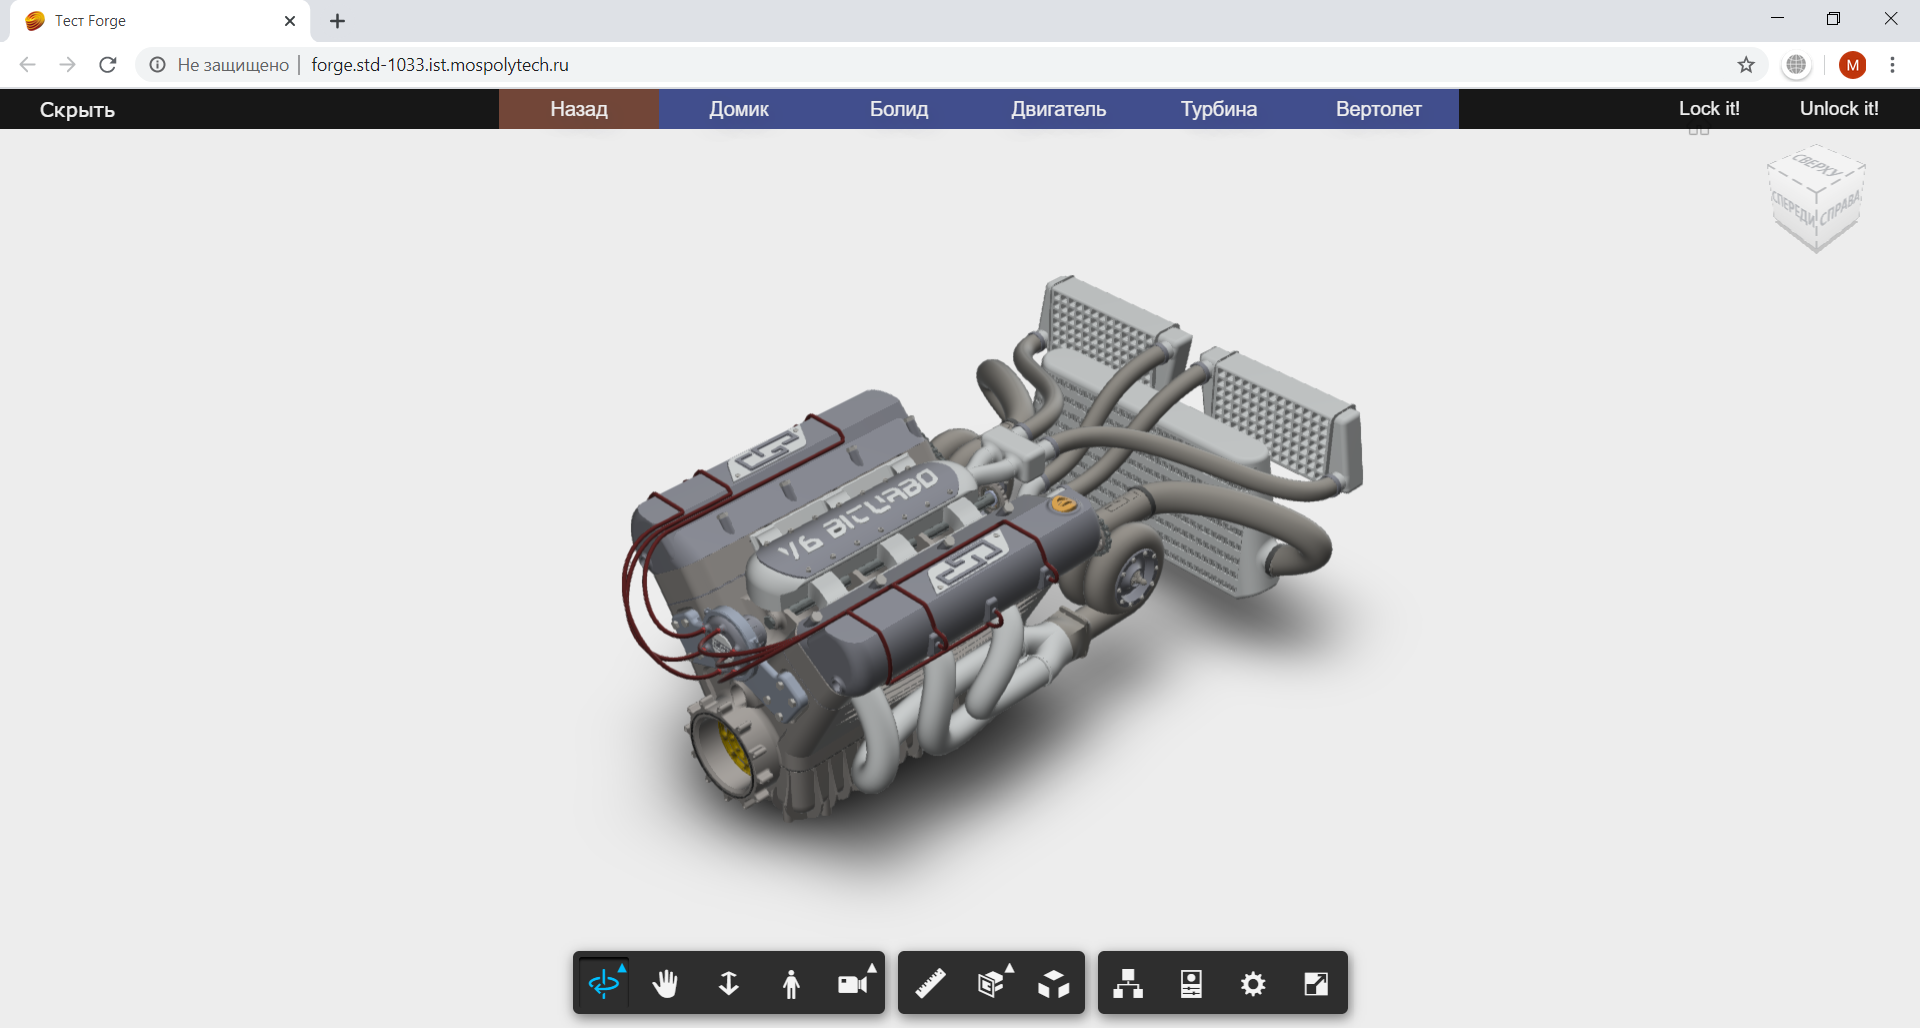 Тест Forge
Не защищено
forge.std-1033.ist.mospolytech.ru
M
Скрыть
Назад
Домик
Болид
Двигатель
Турбина
Вертолет
Lock it!
Unlock it!
СВЕРХУ
СПЕРЕДИ
СПРАВА
V6 BITURBO